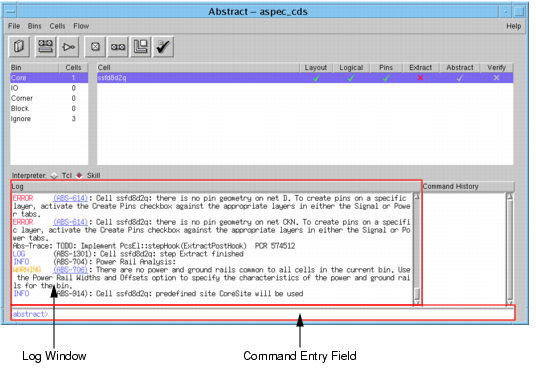 Abstract – aspec_cds
File Bins Cells Flow Help
Bin Cells Cell Layout Logical Pins Extract Abstract Verify
Core 1 ssfd8d2q
IO 0
Corner 0
Block 0
Ignore 3
Interpreter: Tcl Skill
Log Command History
ERROR (ABS-614): Cell ssfd8d2q: there is no pin geometry on net D. To create pins on a specific
layer, activate the Create Pins checkbox against the appropriate layers in either the Signal or Powe
r tabs.
ERROR (ABS-614): Cell ssfd8d2q: there is no pin geometry on net CKN. To create pins on a specifi
c layer, activate the Create Pins checkbox against the appropriate layers in either the Signal or Po
wer tabs.
Abs-Trace: TODO: Implement PcsEl::stepHook(ExtractPostHook) PCR 574512
LOG (ABS-1301): Cell ssfd8d2q: step Extract finished
INFO (ABS-704): Power Rail Analysis:
WARNING (ABS-706): There are no power and ground rails common to all cells in the current bin. Use
the Power Rail Widths and Offsets option to specify the characteristics of the power and ground rai
ls for the bin.
INFO (ABS-914): Cell ssfd8d2q: predefined site CoreSite will be used
abstract>
Log Window Command Entry Field